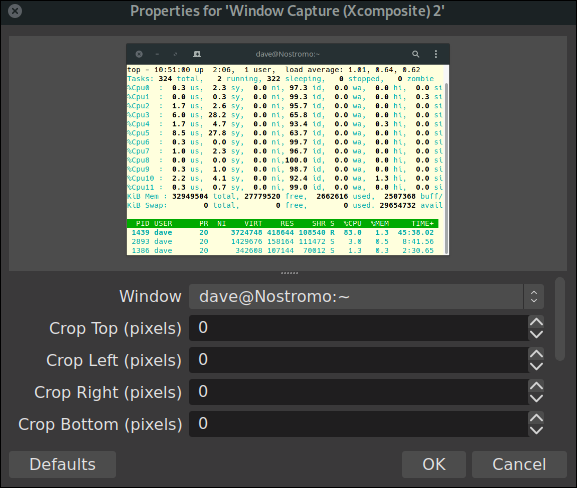 Properties for 'Window Capture (Xcomposite) 2'
dave@Nostromo:~
top - 10:51:00 up  2:06,  1 user,  load average: 1.01, 0.64, 0.62
Tasks: 324 total,   2 running, 322 sleeping,   0 stopped,   0 zombie
%Cpu0  :  0.3 us,  2.3 sy,  0.0 ni, 97.3 id,  0.0 wa,  0.0 hi,  0.0 si
%Cpu1  :  0.0 us,  0.3 sy,  0.0 ni, 99.3 id,  0.0 wa,  0.0 hi,  0.3 si
%Cpu2  :  1.7 us,  2.6 sy,  0.0 ni, 95.7 id,  0.0 wa,  0.0 hi,  0.0 si
%Cpu3  :  6.0 us, 28.2 sy,  0.0 ni, 65.8 id,  0.0 wa,  0.0 hi,  0.0 si
%Cpu4  :  1.7 us,  4.7 sy,  0.0 ni, 93.4 id,  0.0 wa,  0.3 hi,  0.0 si
%Cpu5  :  8.5 us, 27.8 sy,  0.0 ni, 63.7 id,  0.0 wa,  0.0 hi,  0.0 si
%Cpu6  :  0.3 us,  0.0 sy,  0.0 ni, 99.7 id,  0.0 wa,  0.0 hi,  0.0 si
%Cpu7  :  1.0 us,  2.3 sy,  0.0 ni, 96.7 id,  0.0 wa,  0.0 hi,  0.0 si
%Cpu8  :  0.0 us,  0.0 sy,  0.0 ni,100.0 id,  0.0 wa,  0.0 hi,  0.0 si
%Cpu9  :  0.3 us,  1.0 sy,  0.0 ni, 98.7 id,  0.0 wa,  0.0 hi,  0.0 si
%Cpu10 :  2.2 us,  4.1 sy,  0.0 ni, 92.4 id,  0.0 wa,  1.3 hi,  0.0 si
%Cpu11 :  0.3 us,  0.7 sy,  0.0 ni, 99.0 id,  0.0 wa,  0.0 hi,  0.0 si
KiB Mem : 32949504 total, 27779520 free,  2662616 used,  2507368 buff/
KiB Swap:        0 total,        0 free,        0 used. 29654732 avail
PID USER      PR  NI    VIRT    RES    SHR S  %CPU %MEM     TIME+
1439 dave      20     3724748 418644 108540 R  83.0  1.3  45:38.02
2893 dave      20     1429676 158164 111472 S   3.0  0.5   8:41.56
1386 dave      20      342608 107144  70012 S   1.3  0.3   2:30.65
Window dave@Nostromo:~
Crop Top (pixels) 0
Crop Left (pixels) 0
Crop Right (pixels) 0
Crop Bottom (pixels) 0
Defaults OK Cancel